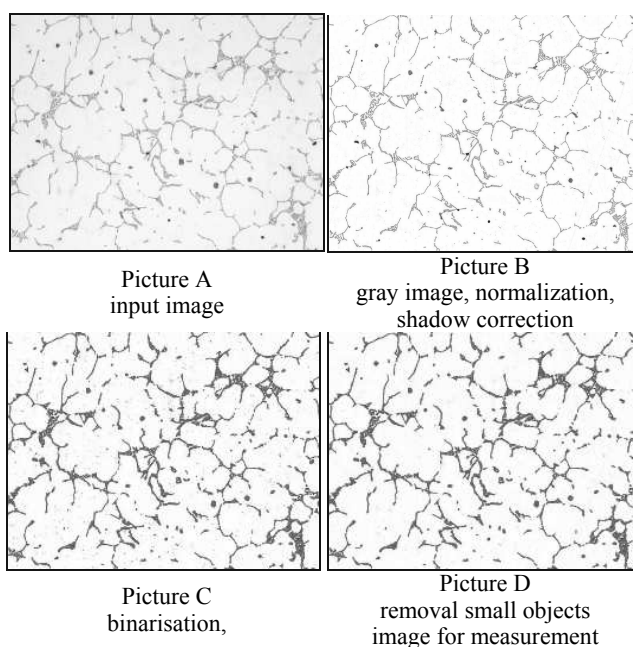 Picture A
input image
Picture B
gray image, normalization,
shadow correction
Picture C
binarisation,
Picture D
removal small objects
image for measurement